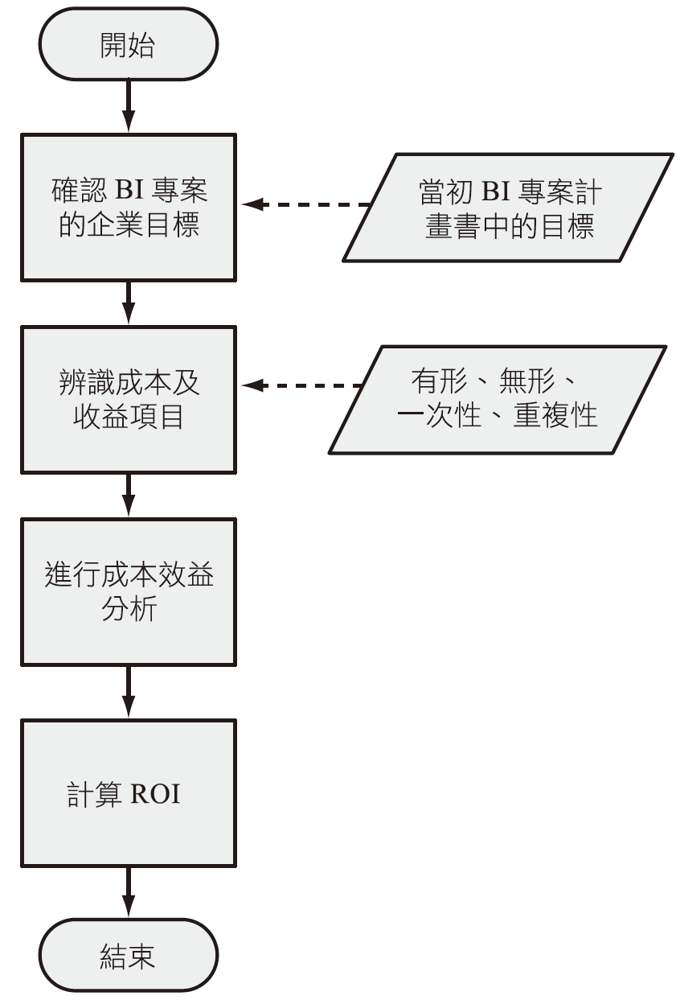 開始
確認 BI 專案
的企業目標
當初 BI 專案計
畫書中的目標
辨識成本及
收益項目
有形、無形、
一次性、重複性
進行成本效益
分析
計算 ROI
結束